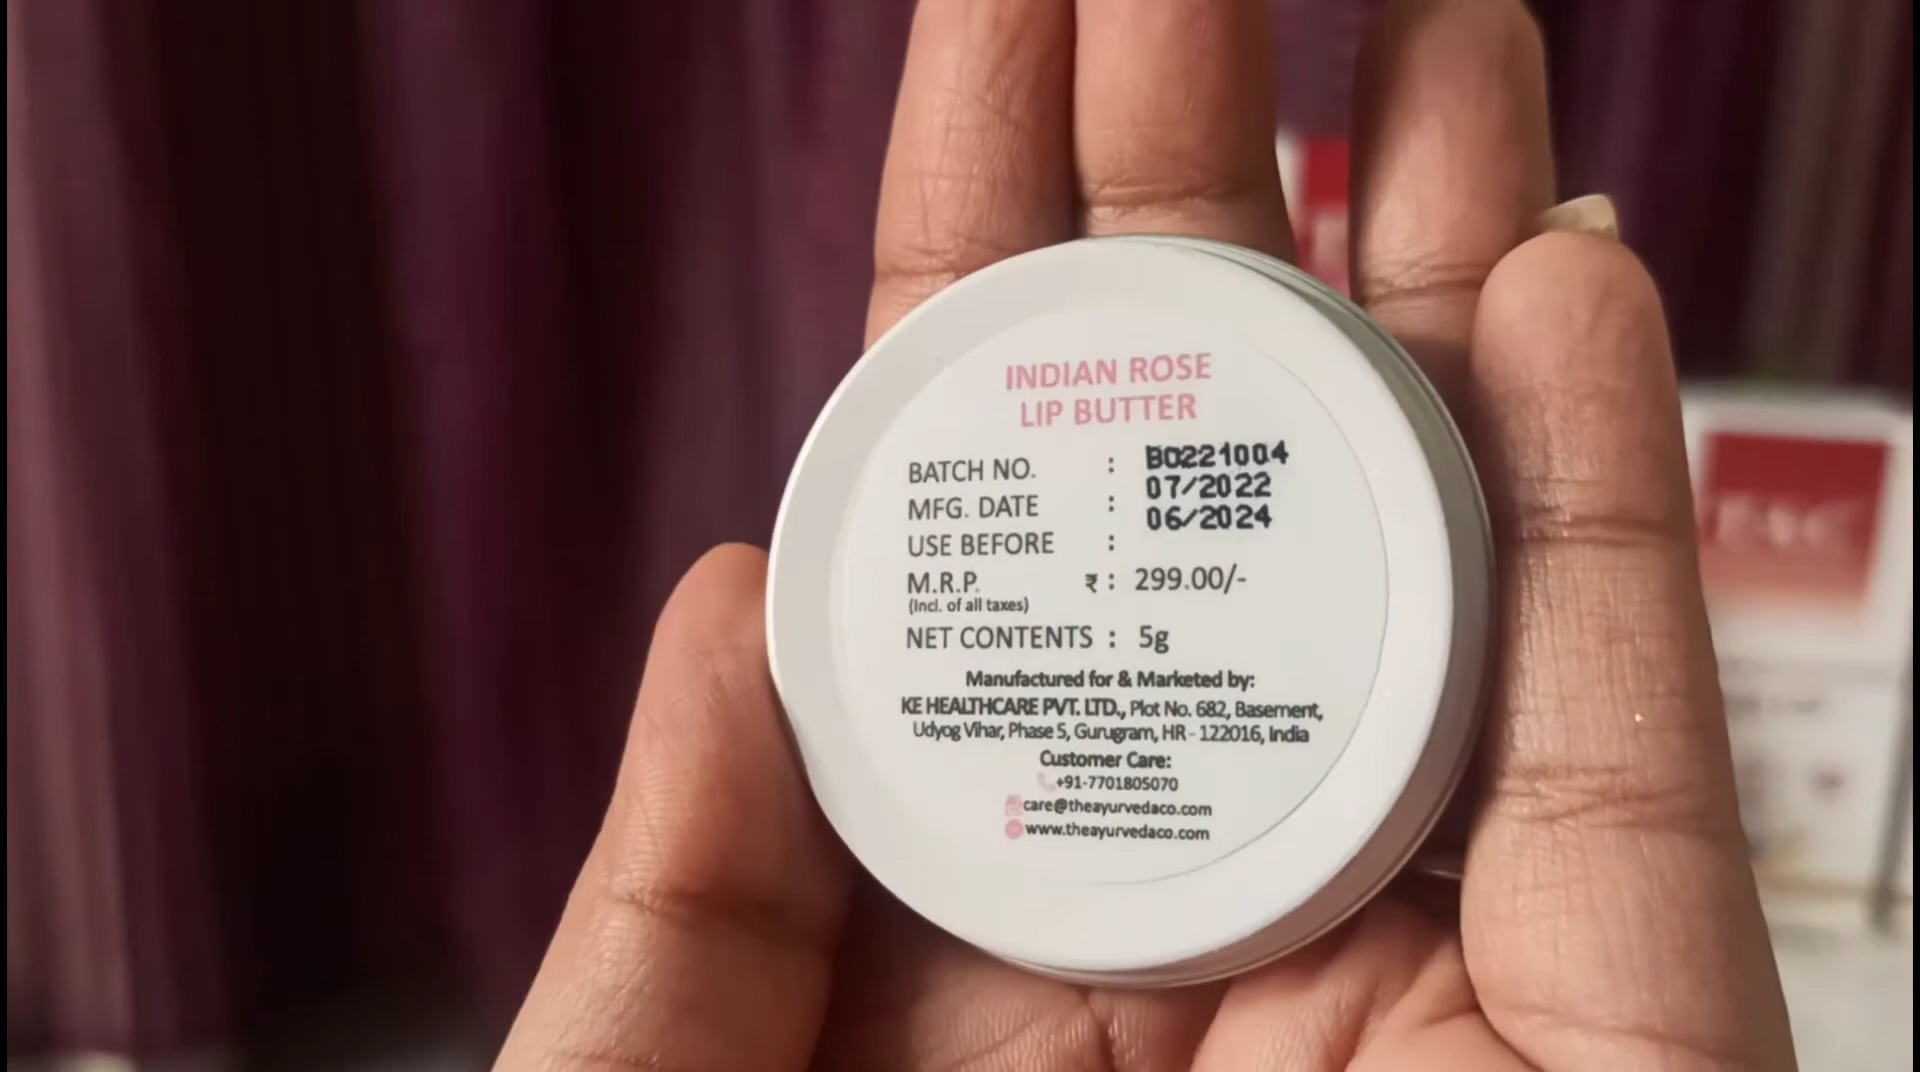 INDIAN ROSE
LIP BUTTER
BATCH NO. : BO221004
MFG. DATE : 07/2022
USE BEFORE : 06/2024
M.R.P. ₹ : 299.00/-
(Incl. of all taxes)
NET CONTENTS : 5g
Manufactured for & Marketed by:
KE HEALTHCARE PVT. LTD., Plot No. 682, Basement,
Udyog Vihar, Phase 5, Gurugram, HR - 122016, India
Customer Care:
+91-7701805070
care@theayurvedaco.com
www.theayurvedaco.com